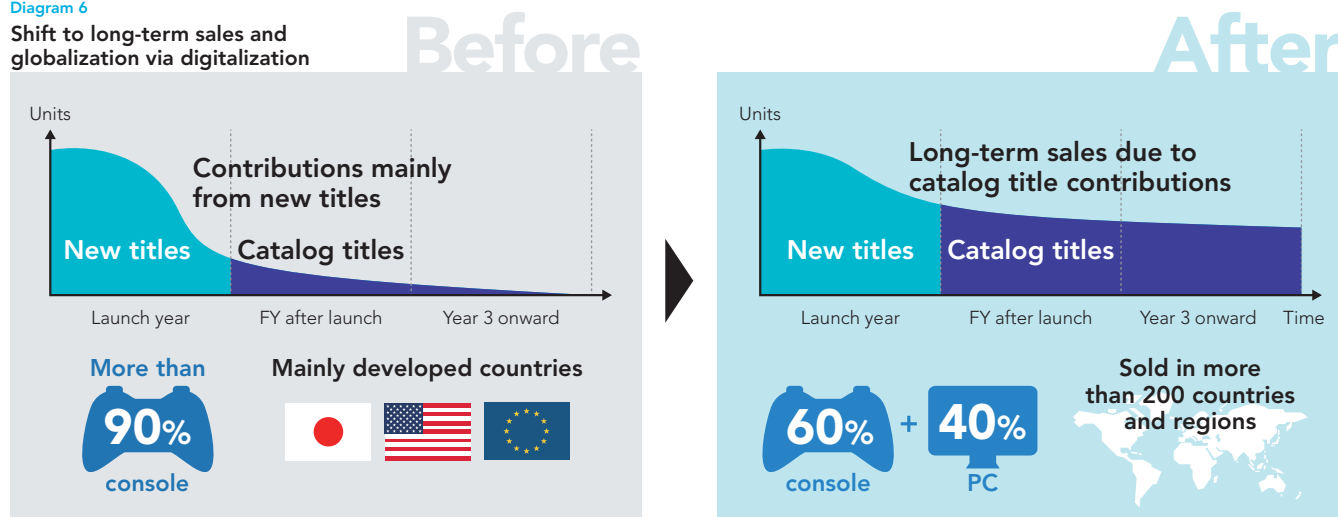 Diagram 6
Shift to long-term sales and
globalization via digitalization
Before
Units
Contributions mainly
from new titles
New titles
Catalog titles
Launch year
FY after launch
Year 3 onward
More than
90%
console
Mainly developed countries
After
Units
Long-term sales due to
catalog title contributions
New titles
Catalog titles
Launch year
FY after launch
Year 3 onward
Time
60%
console
+
40%
PC
Sold in more
than 200 countries
and regions